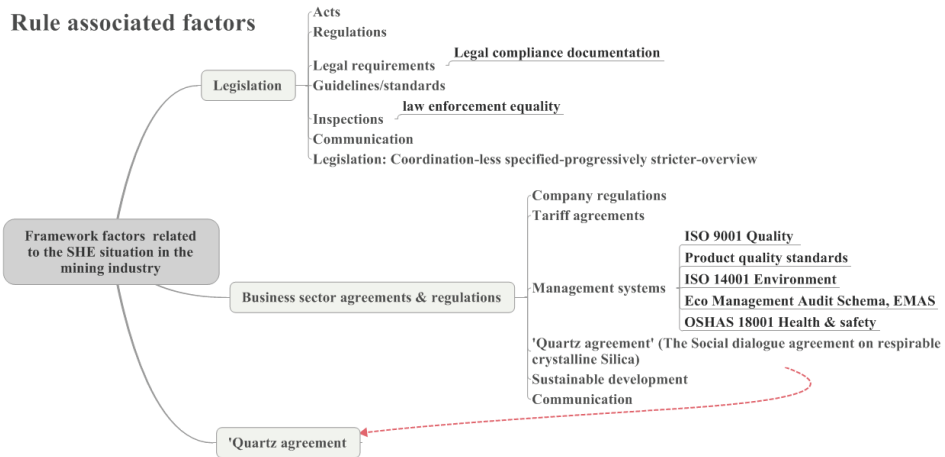 Rule associated factors
Acts
Regulations
Legal requirements
Legal compliance documentation
Guidelines/standards
Inspections
law enforcement equality
Communication
Legislation: Coordination-less specified-progressively stricter-overview
Legislation
Framework factors related
to the SHE situation in the
mining industry
Business sector agreements & regulations
Company regulations
Tariff agreements
Management systems
ISO 9001 Quality
Product quality standards
ISO 14001 Environment
Eco Management Audit Schema, EMAS
OSHAS 18001 Health & safety
'Quartz agreement' (The Social dialogue agreement on respirable
crystalline Silica)
Sustainable development
Communication
'Quartz agreement